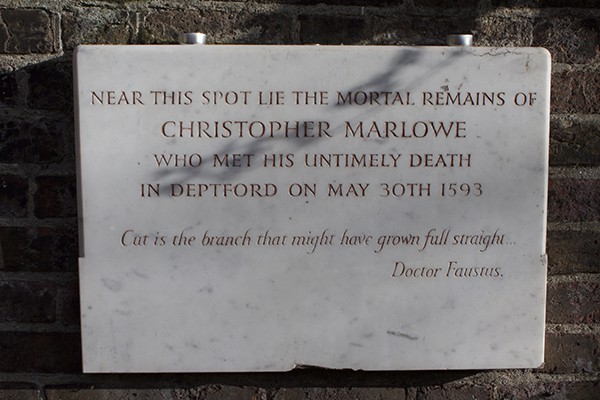 NEAR THIS SPOT LIE THE MORTAL REMAINS OF
CHRISTOPHER MARLOWE
WHO MET HIS UNTIMELY DEATH
IN DEPTFORD ON MAY 30TH 1593
Cut is the branch that might have grown full straight...
Doctor Faustus.